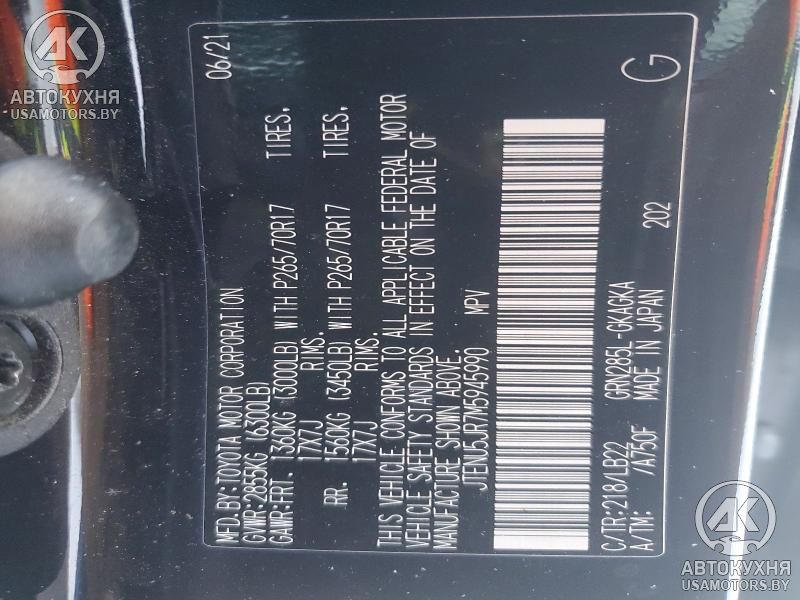 MFD.BY:TOYOTA MOTOR CORPORATION 06/21
GVWR:2855KG (6300LB)
GAWR:FRT. 1360KG (3000LB) WITH P265/70R17 TIRES.
17X7J RIMS.
RR. 1560KG (3450LB) WITH P265/70R17 TIRES.
17X7J RIMS.
THIS VEHICLE CONFORMS TO ALL APPLICABLE FEDERAL MOTOR
VEHICLE SAFETY STANDARDS IN EFFECT ON THE DATE OF
MANUFACTURE SHOWN ABOVE.
JTENU5JR7M5945990 MPV
C/TR:218/LB22 GRN285L-GKAGKA
A/TM: /A750F MADE IN JAPAN 202
G
AK
АВТОКУХНЯ
USAMOTORS.BY
AK
АВТОКУХНЯ
USAMOTORS.BY